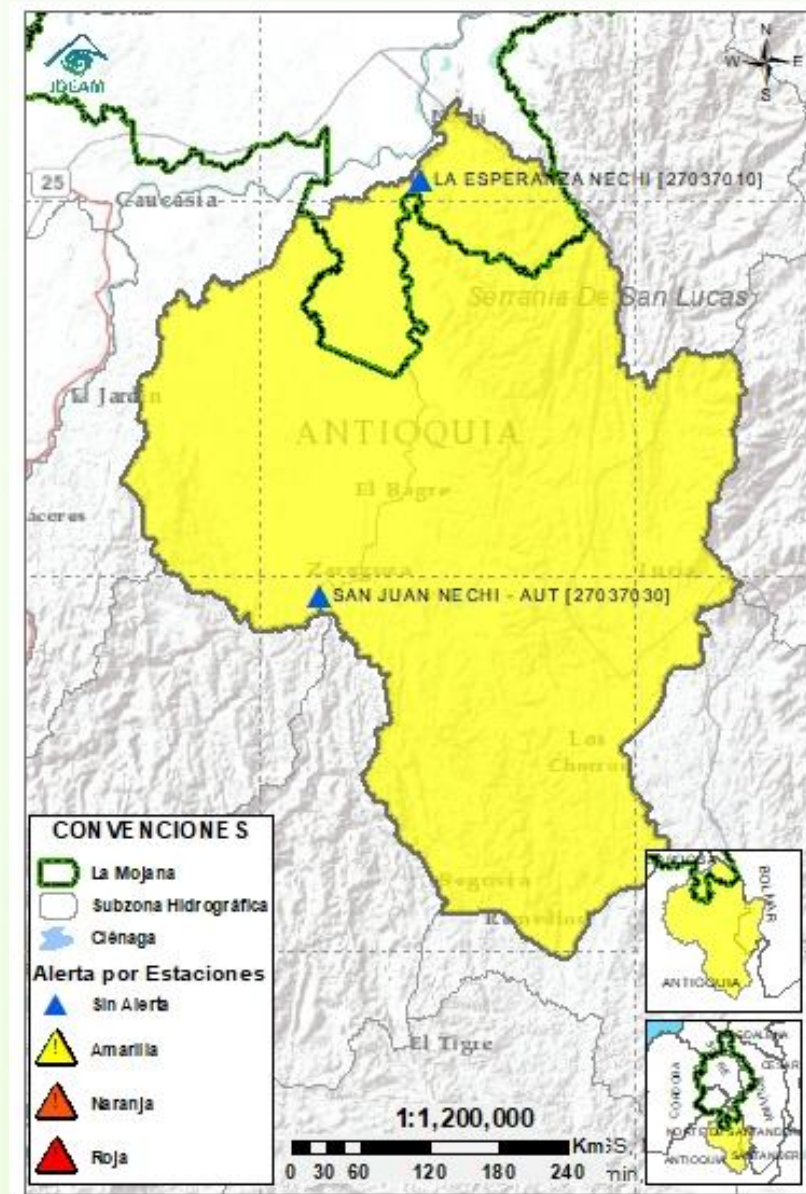 N
W E
S
IDEAM
Nechí
LA ESPERANZA NECHI [27037010]
25
Caucasia
Serranía De San Lucas
El Jardín
ANTIOQUIA
El Bagre
aceres
Zaragoza
SAN JUAN NECHI - AUT [27037030]
Los
Segovia
Remedios
El Tigre
CONVENCIONES
La Mojana
Subzona Hidrográfica
Ciénaga
Alerta por Estaciones
Sin Alerta
Amarilla
Naranja
Roja
1:1,200,000
Km
0 30 60 120 180 240
BOLIVAR
ANTIOQUIA
CORDOBA
BOLIVAR
NORTE DE SANTANDER
ANTIOQUIA SANTANDER